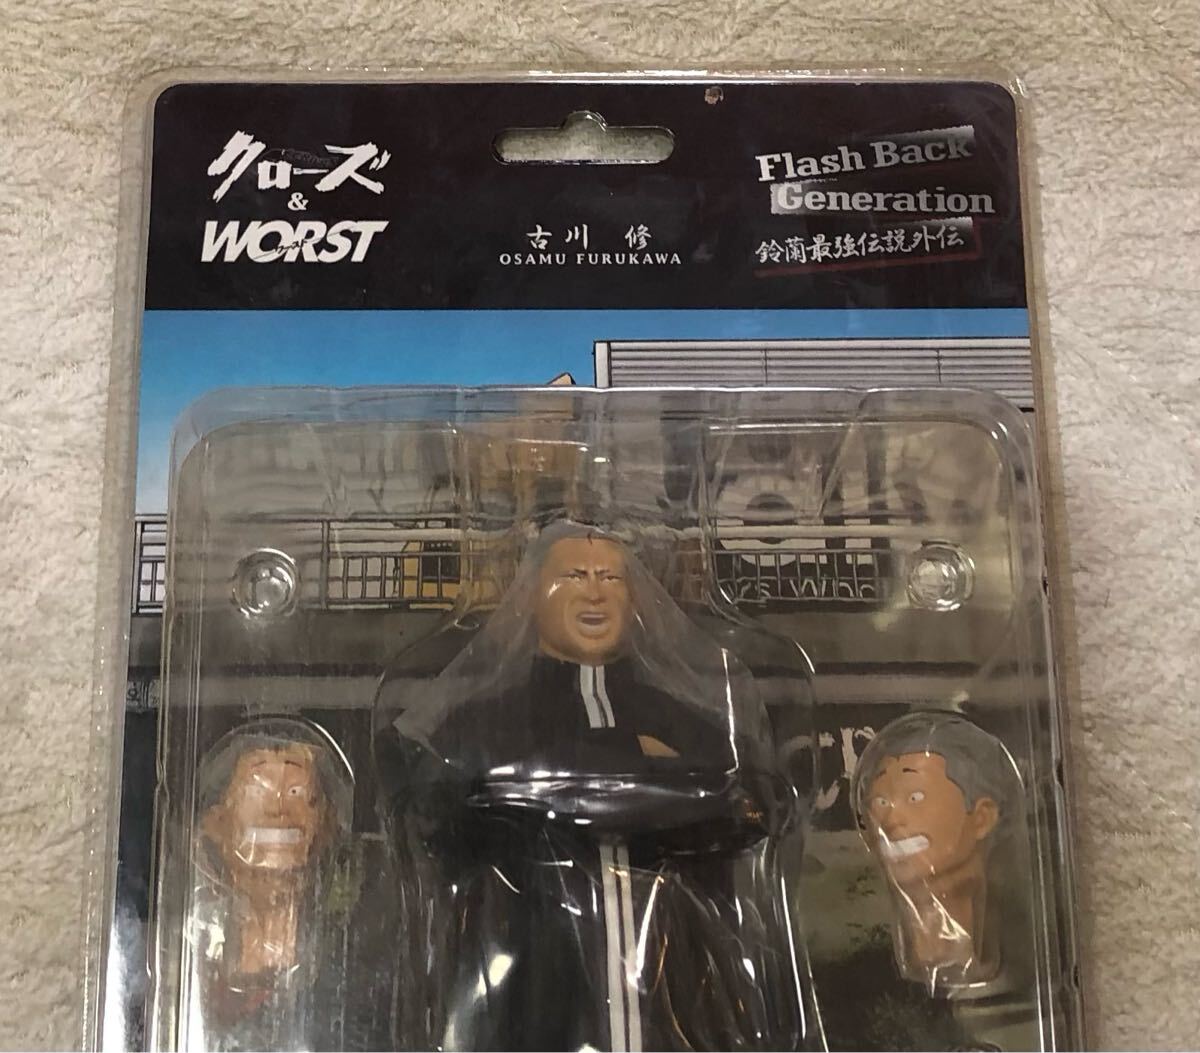 クローズ
&
WORST
古川 修
OSAMU FURUKAWA
Flash Back
Generation
鈴蘭最強伝説外伝